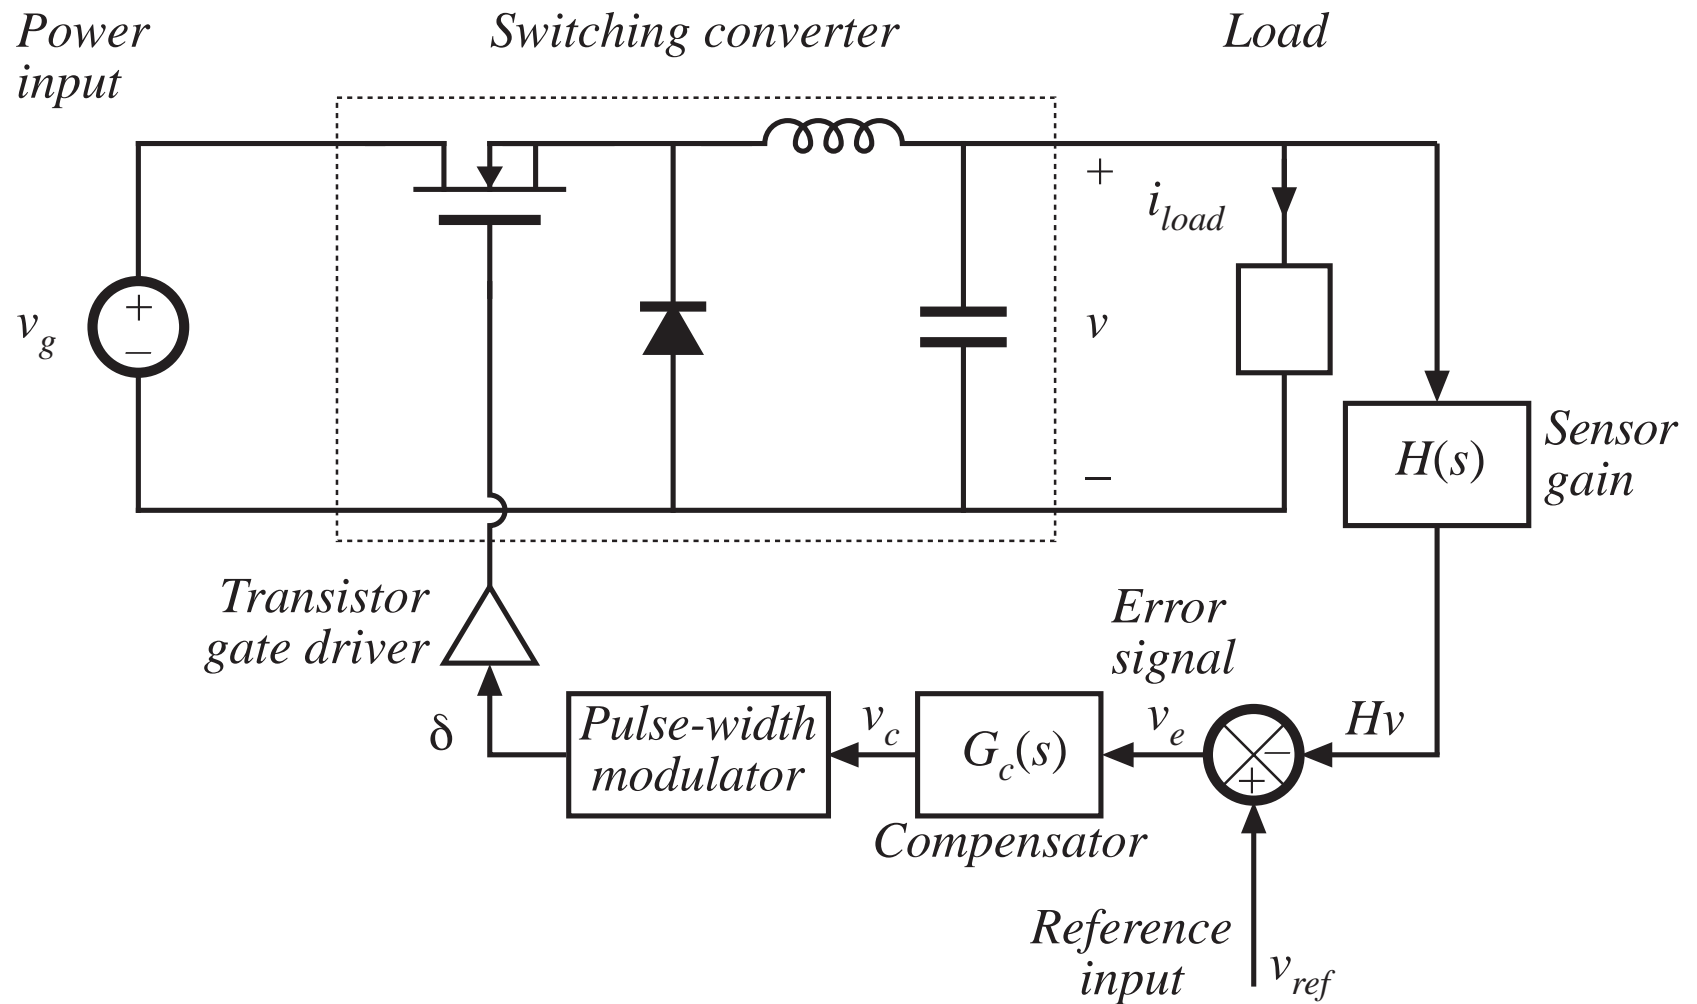 Power
input
Switching converter
Load
+
i_load
v_g
+
–
v
–
H(s)
Sensor
gain
Transistor
gate driver
Error
signal
δ
Pulse-width
modulator
v_c
G_c(s)
v_e
–
+
Hv
Compensator
Reference
input
v_ref